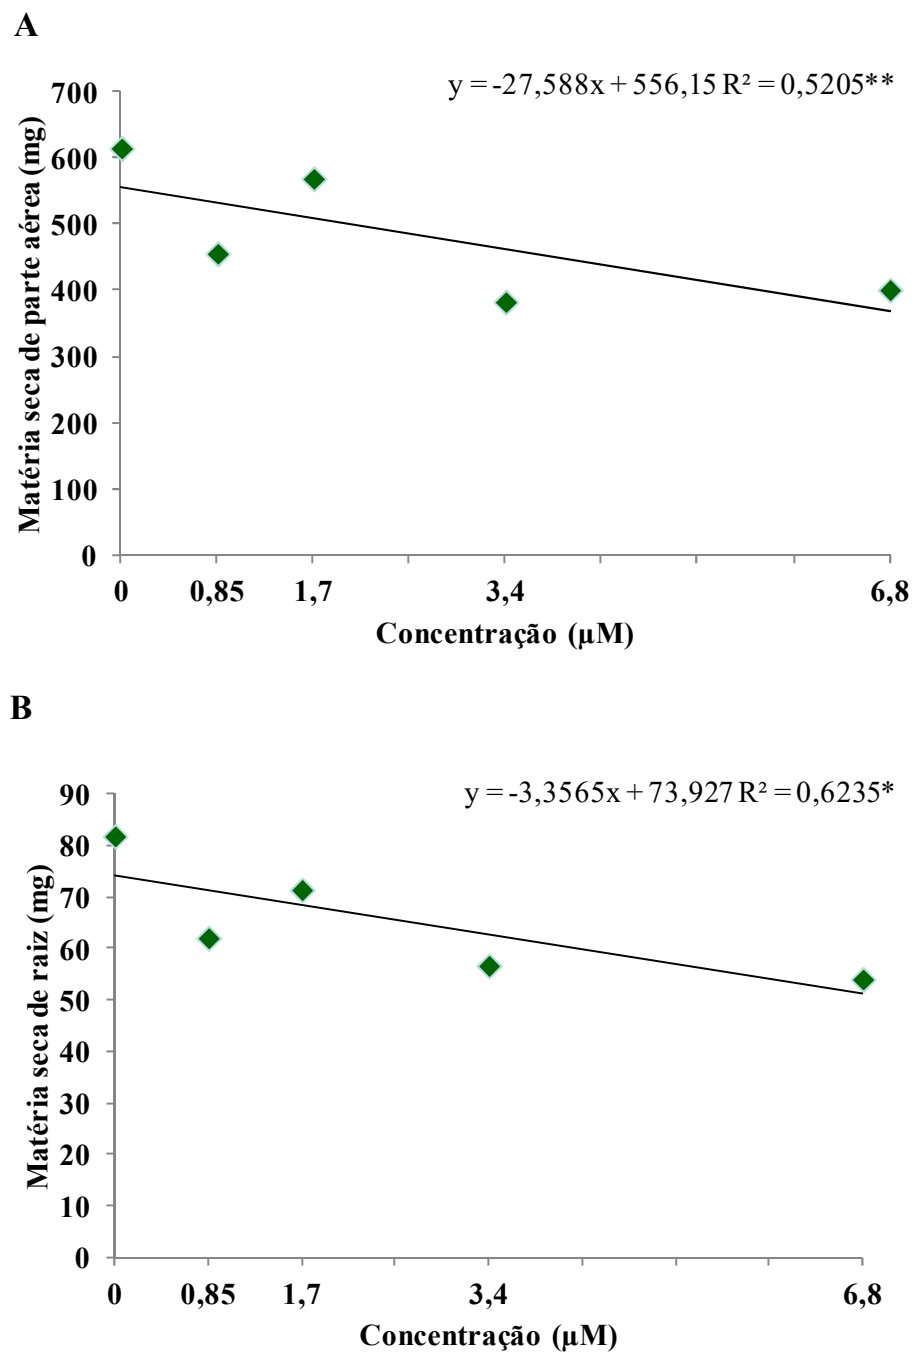 A
y = -27,588x + 556,15 R² = 0,5205**
Matéria seca de parte aérea (mg)
700
600
500
400
300
200
100
0
0 0,85 1,7 3,4 6,8
Concentração (µM)
B
y = -3,3565x + 73,927 R² = 0,6235*
Matéria seca de raiz (mg)
90
80
70
60
50
40
30
20
10
0
0 0,85 1,7 3,4 6,8
Concentração (µM)